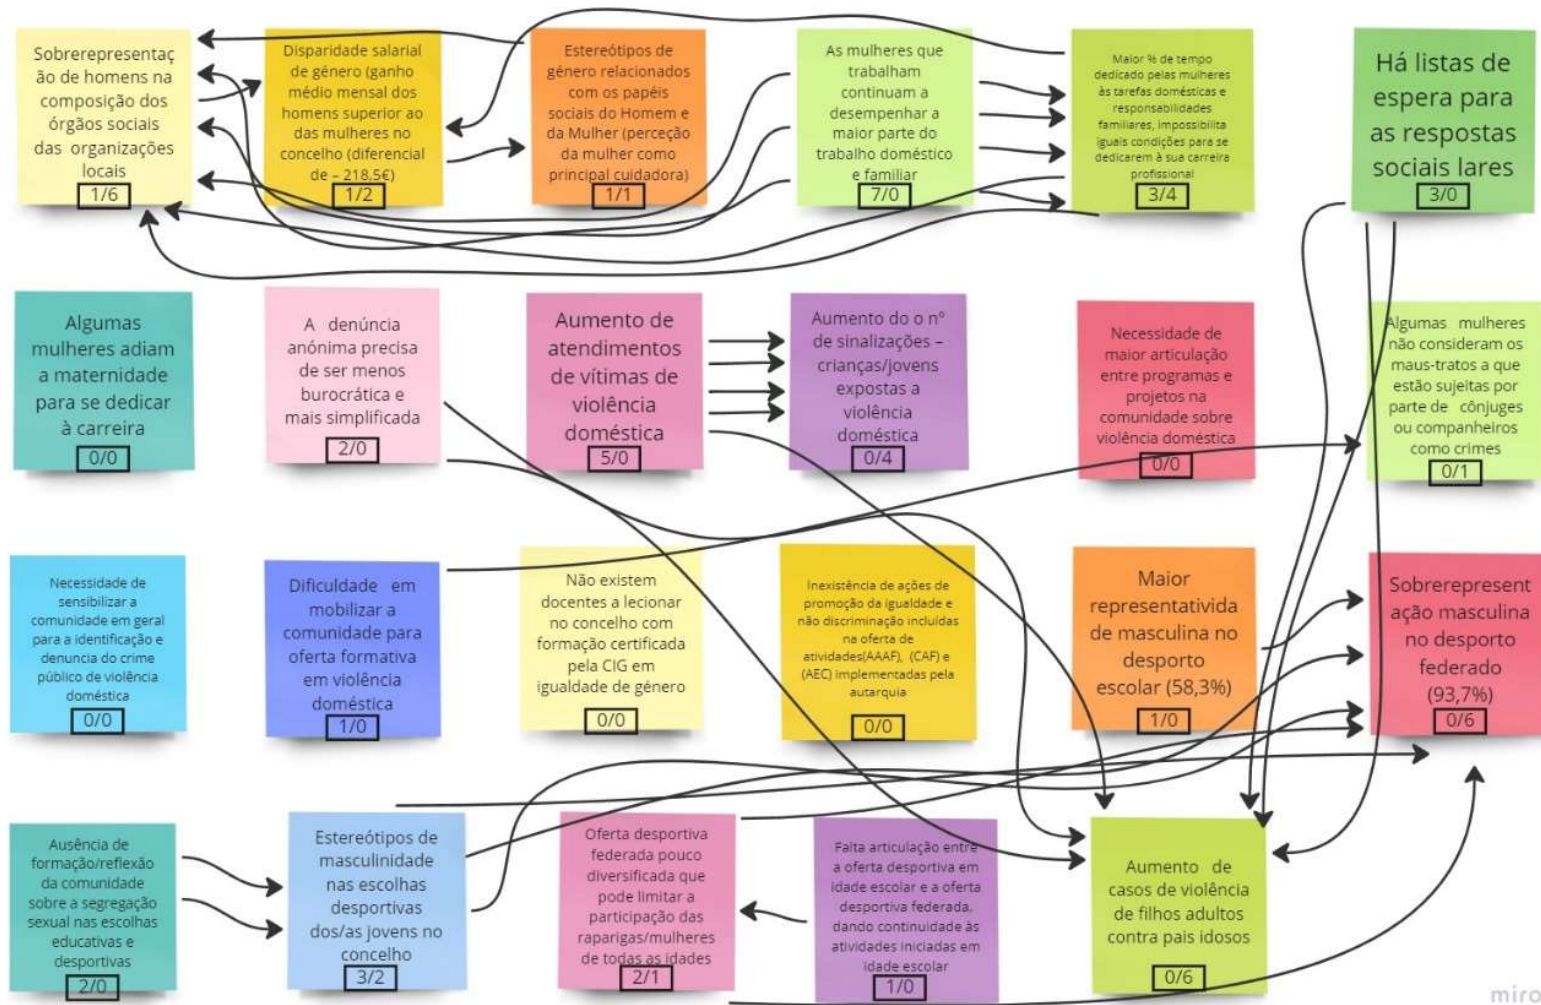 Sobrerepresentaç
ão de homens na
composição dos
órgãos sociais
das organizações
locais
1/6
Disparidade salarial
de género (ganho
médio mensal dos
homens superior ao
das mulheres no
concelho (diferencial
de – 218,5€)
1/2
Estereótipos de
género relacionados
com os papéis
sociais do Homem e
da Mulher (perceção
da mulher como
principal cuidadora)
1/1
As mulheres que
trabalham
continuam a
desempenhar a
maior parte do
trabalho doméstico
e familiar
7/0
Maior % de tempo
dedicado pelas mulheres
às tarefas domésticas e
responsabilidades
familiares, impossibilita
iguais condições para se
dedicarem à sua carreira
profissional
3/4
Há listas de
espera para
as respostas
sociais lares
3/0
Algumas
mulheres adiam
a maternidade
para se dedicar
à carreira
0/0
A denúncia
anónima precisa
de ser menos
burocrática e
mais simplificada
2/0
Aumento de
atendimentos
de vítimas de
violência
doméstica
5/0
Aumento do o nº
de sinalizações –
crianças/jovens
expostas a
violência
doméstica
0/4
Necessidade de
maior articulação
entre programas e
projetos na
comunidade sobre
violência doméstica
0/0
Algumas mulheres
não consideram os
maus-tratos a que
estão sujeitas por
parte de cônjuges
ou companheiros
como crimes
0/1
Necessidade de
sensibilizar a
comunidade em geral
para a identificação e
denuncia do crime
público de violência
doméstica
0/0
Dificuldade em
mobilizar a
comunidade para
oferta formativa
em violência
doméstica
1/0
Não existem
docentes a lecionar
no concelho com
formação certificada
pela CIG em
igualdade de género
0/0
Inexistência de ações de
promoção da igualdade e
não discriminação incluídas
na oferta de
atividades(AAAF), (CAF) e
(AEC) implementadas pela
autarquia
0/0
Maior
representativida
de masculina no
desporto
escolar (58,3%)
1/0
Sobrerepresent
ação masculina
no desporto
federado
(93,7%)
0/6
Ausência de
formação/reflexão
da comunidade
sobre a segregação
sexual nas escolhas
educativas e
desportivas
2/0
Estereótipos de
masculinidade
nas escolhas
desportivas
dos/as jovens no
concelho
3/2
Oferta desportiva
federada pouco
diversificada que
pode limitar a
participação das
raparigas/mulheres
de todas as idades
2/1
Falta articulação entre
a oferta desportiva em
idade escolar e a oferta
desportiva federada,
dando continuidade às
atividades iniciadas em
idade escolar
1/0
Aumento de
casos de violência
de filhos adultos
contra pais idosos
0/6
miro